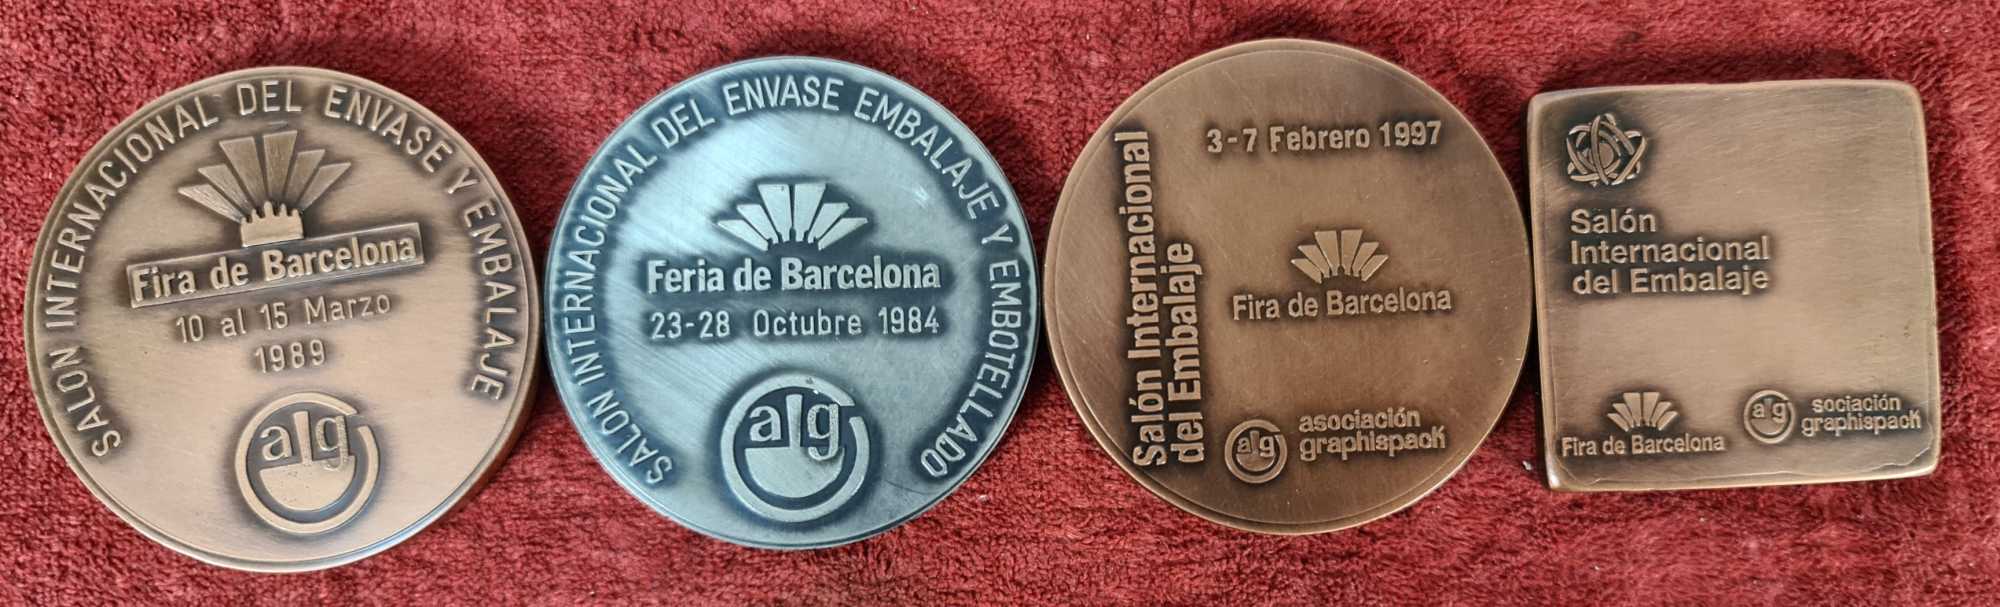 SALON INTERNACIONAL DEL ENVASE Y EMBALAJE
Fira de Barcelona
10 al 15 Marzo
1989
alg
SALON INTERNACIONAL DEL ENVASE EMBALAJE Y EMBOTELLADO
Feria de Barcelona
23-28 Octubre 1984
alg
Salón Internacional
del Embalaje
3-7 Febrero 1997
Fira de Barcelona
alg
asociación
graphispack
Salón
Internacional
del Embalaje
Fira de Barcelona
alg
sociación
graphispack